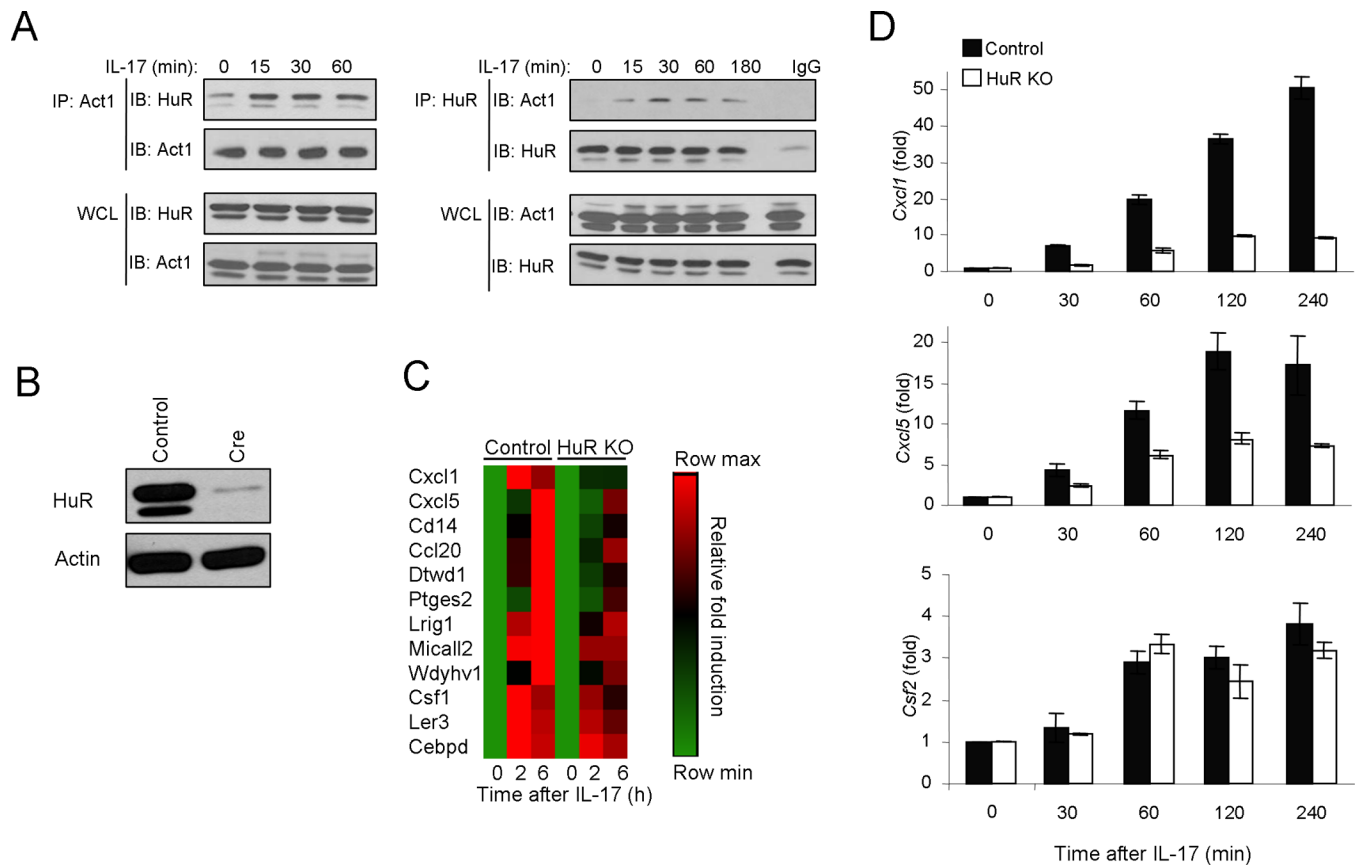 A
IL-17 (min): 0 15 30 60
IP: Act1
IB: HuR
IB: Act1
WCL
IB: HuR
IB: Act1
IL-17 (min): 0 15 30 60 180 IgG
IP: HuR
IB: Act1
IB: HuR
WCL
IB: Act1
IB: HuR
B
Control
Cre
HuR
Actin
C
Control HuR KO
Cxcl1
Cxcl5
Cd14
Ccl20
Dtwd1
Ptges2
Lrig1
Micall2
Wdyhv1
Csf1
Ler3
Cebpd
0 2 6 0 2 6
Time after IL-17 (h)
Row max
Relative fold induction
Row min
D
Control
HuR KO
Cxcl1 (fold)
50
40
30
20
10
0
0 30 60 120 240
Cxcl5 (fold)
20
15
10
5
0
0 30 60 120 240
Csf2 (fold)
5
4
3
2
1
0
0 30 60 120 240
Time after IL-17 (min)